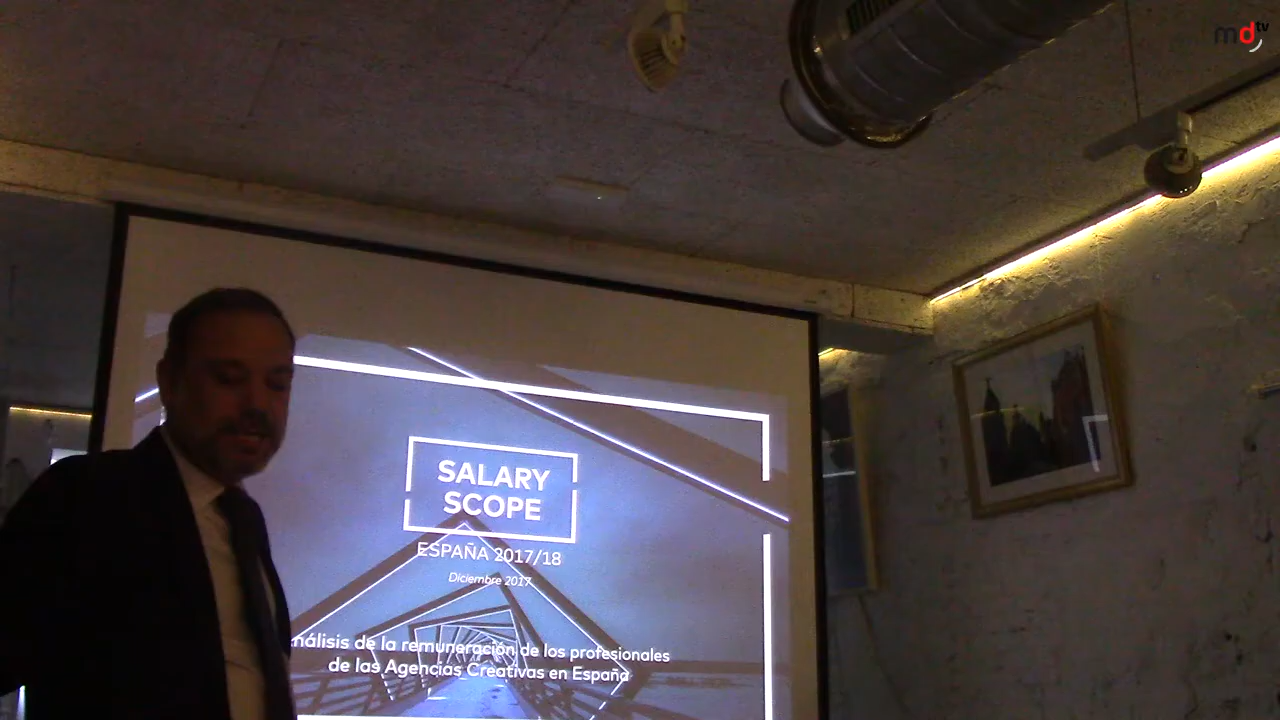 md tv
SALARY
SCOPE
ESPAÑA 2017/18
Diciembre 2017
nálisis de la remuneración de los profesionales
de las Agencias Creativas en España